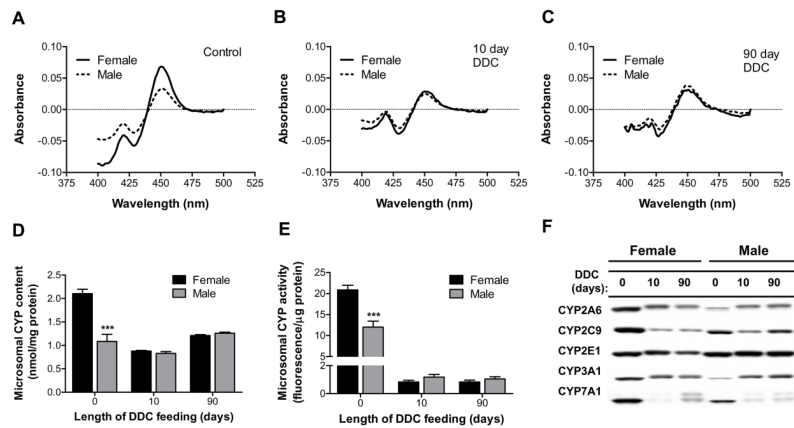 A
Control
Female
Male
Absorbance
0.10
0.05
0.00
-0.05
-0.10
375 400 425 450 475 500 525
Wavelength (nm)
B
10 day
DDC
Female
Male
Absorbance
0.10
0.05
0.00
-0.05
-0.10
375 400 425 450 475 500 525
Wavelength (nm)
C
90 day
DDC
Female
Male
Absorbance
0.10
0.05
0.00
-0.05
-0.10
375 400 425 450 475 500 525
Wavelength (nm)
D
Microsomal CYP content
(nmol/mg protein)
2.5
2.0
1.5
1.0
0.5
0.0
Female
Male
***
0 10 90
Length of DDC feeding (days)
E
Microsomal CYP activity
(fluorescence/µg protein)
25
20
15
10
5
2
0
Female
Male
***
0 10 90
Length of DDC feeding (days)
F
Female Male
DDC
(days):
0 10 90 0 10 90
CYP2A6
CYP2C9
CYP2E1
CYP3A1
CYP7A1